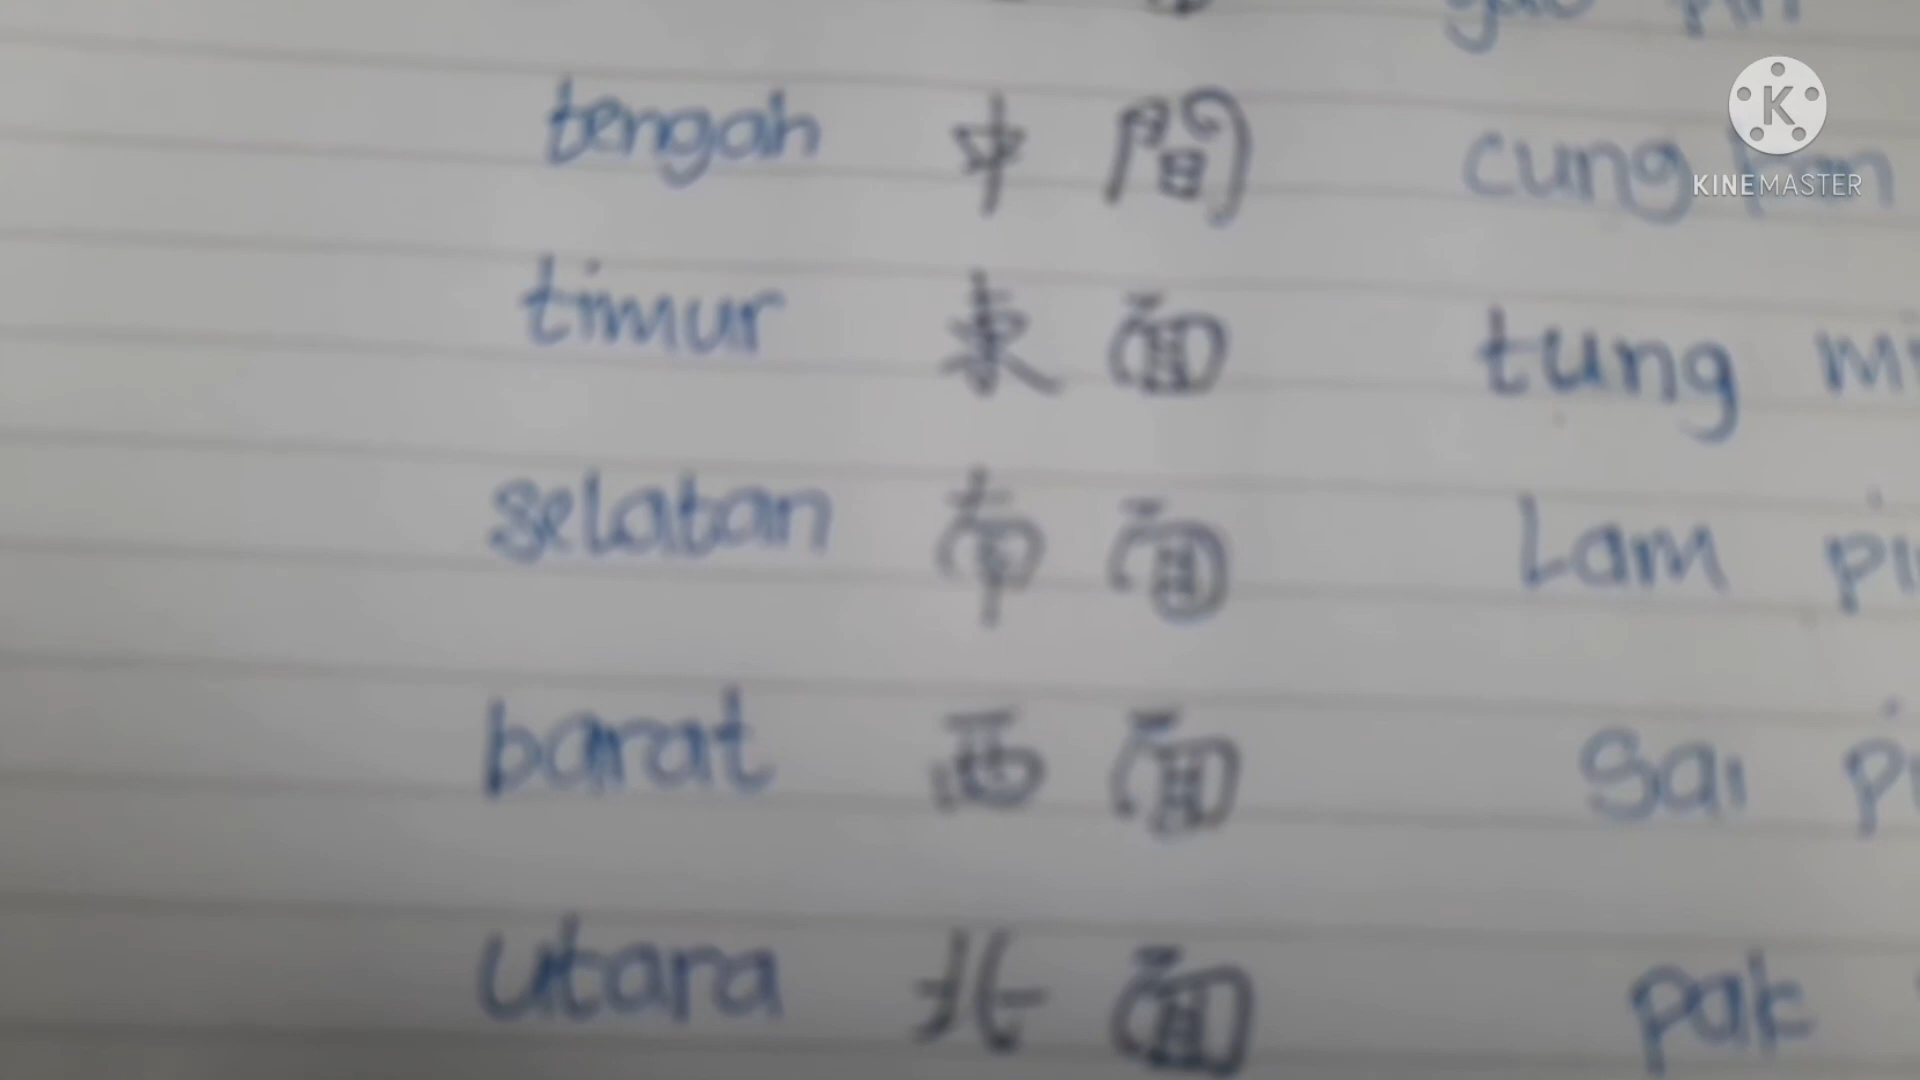 tengah 中間 cung
timur 東面 tung
selatan 南面 Lam
barat 西面 sai
utara 北面 pak
KINEMASTER